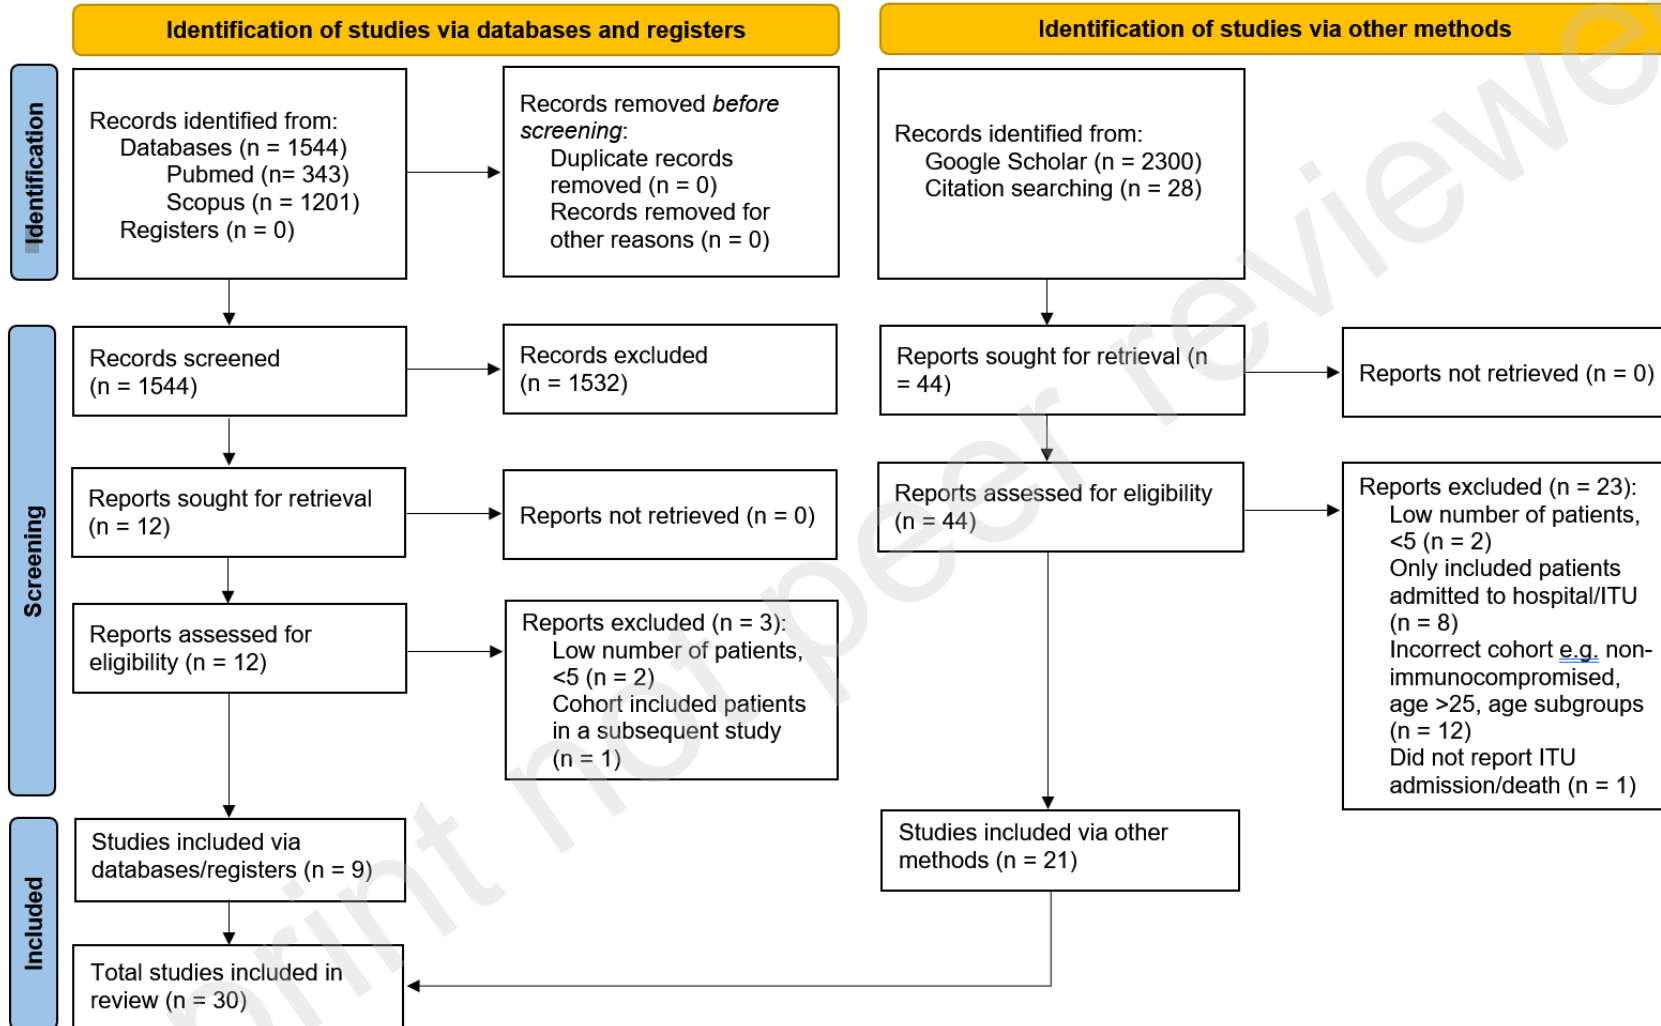 Identification of studies via databases and registers
Identification of studies via other methods
Identification
Records identified from:
Databases (n = 1544)
Pubmed (n= 343)
Scopus (n = 1201)
Registers (n = 0)
Records removed before
screening:
Duplicate records
removed (n = 0)
Records removed for
other reasons (n = 0)
Records identified from:
Google Scholar (n = 2300)
Citation searching (n = 28)
Screening
Records screened
(n = 1544)
Records excluded
(n = 1532)
Reports sought for retrieval (n
= 44)
Reports not retrieved (n = 0)
Reports sought for retrieval
(n = 12)
Reports not retrieved (n = 0)
Reports assessed for eligibility
(n = 44)
Reports excluded (n = 23):
Low number of patients,
<5 (n = 2)
Only included patients
admitted to hospital/ITU
(n = 8)
Incorrect cohort e.g. non-
immunocompromised,
age >25, age subgroups
(n = 12)
Did not report ITU
admission/death (n = 1)
Reports assessed for
eligibility (n = 12)
Reports excluded (n = 3):
Low number of patients,
<5 (n = 2)
Cohort included patients
in a subsequent study
(n = 1)
Included
Studies included via
databases/registers (n = 9)
Studies included via other
methods (n = 21)
Total studies included in
review (n = 30)
print not peer reviewe